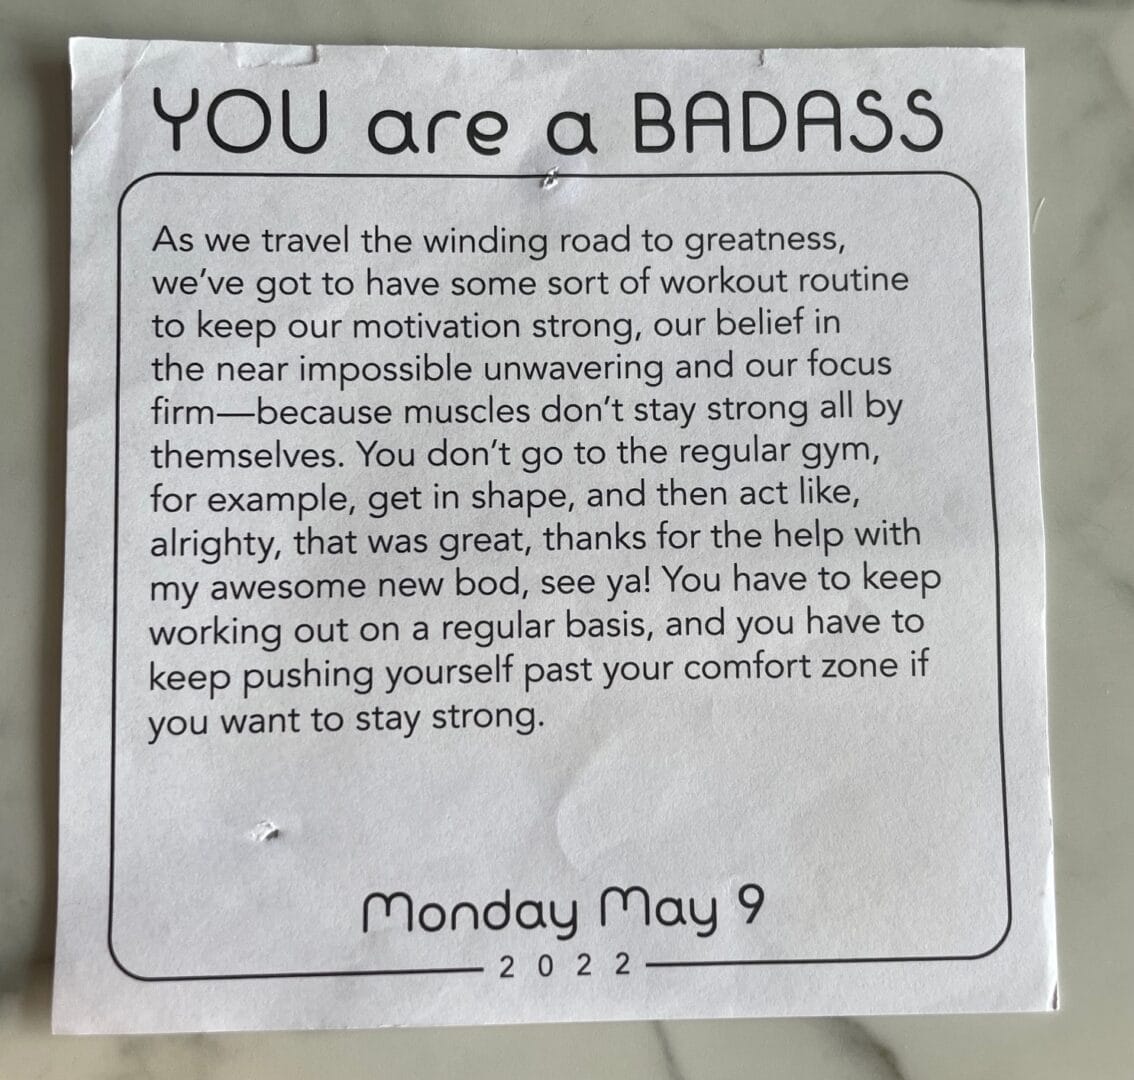 YOU are a BADASS
As we travel the winding road to greatness,
we've got to have some sort of workout routine
to keep our motivation strong, our belief in
the near impossible unwavering and our focus
firm—because muscles don't stay strong all by
themselves. You don't go to the regular gym,
for example, get in shape, and then act like,
alrighty, that was great, thanks for the help with
my awesome new bod, see ya! You have to keep
working out on a regular basis, and you have to
keep pushing yourself past your comfort zone if
you want to stay strong.
Monday May 9
2022